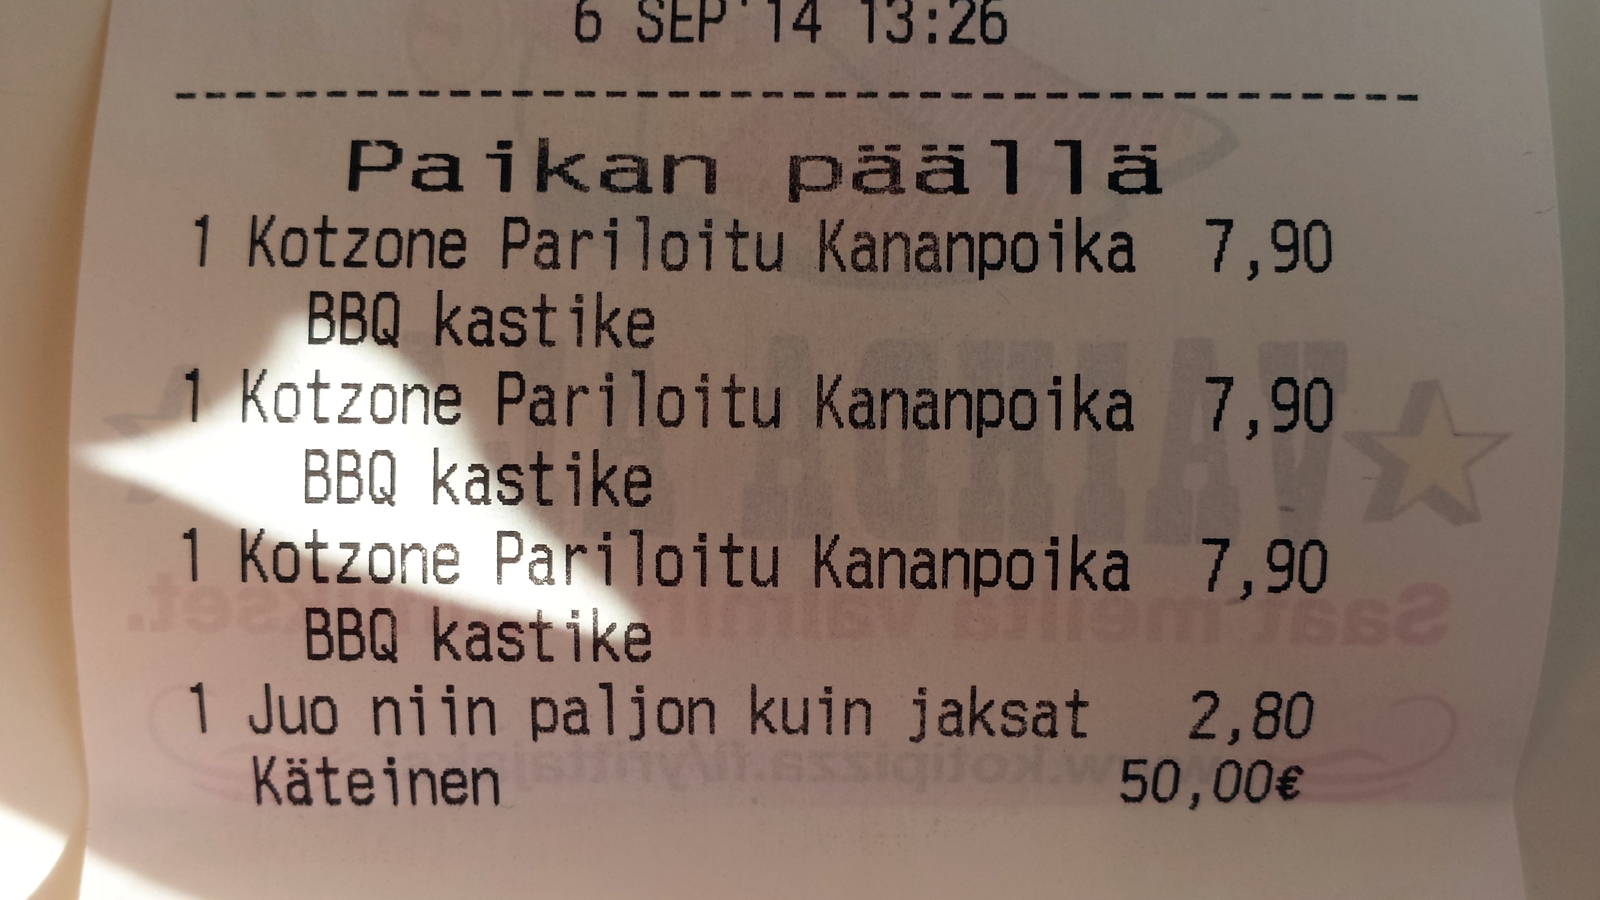 6 SEP'14 13:26
Paikan päällä
1 Kotzone Pariloitu Kananpoika 7,90
BBQ kastike
1 Kotzone Pariloitu Kananpoika 7,90
BBQ kastike
1 Kotzone Pariloitu Kananpoika 7,90
BBQ kastike
1 Juo niin paljon kuin jaksat 2,80
Käteinen 50,00€